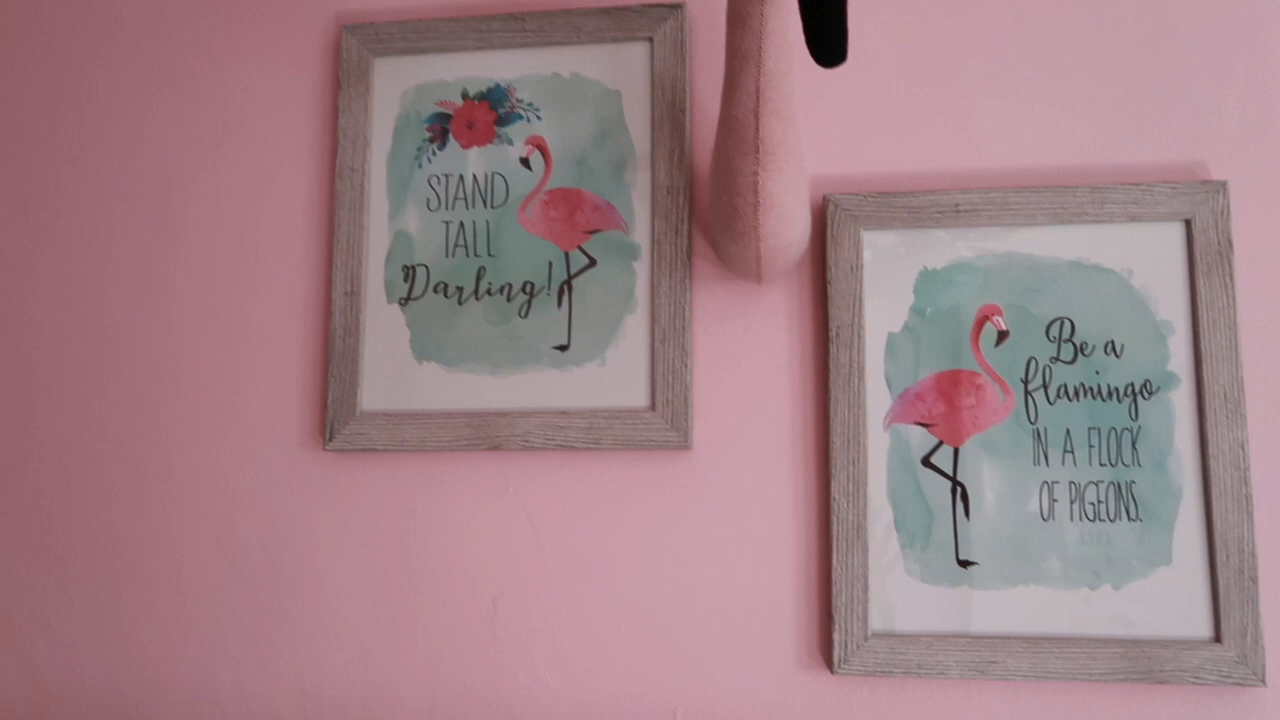 STAND
TALL
Darling!
Be a
flamingo
IN A FLOCK
OF PIGEONS.